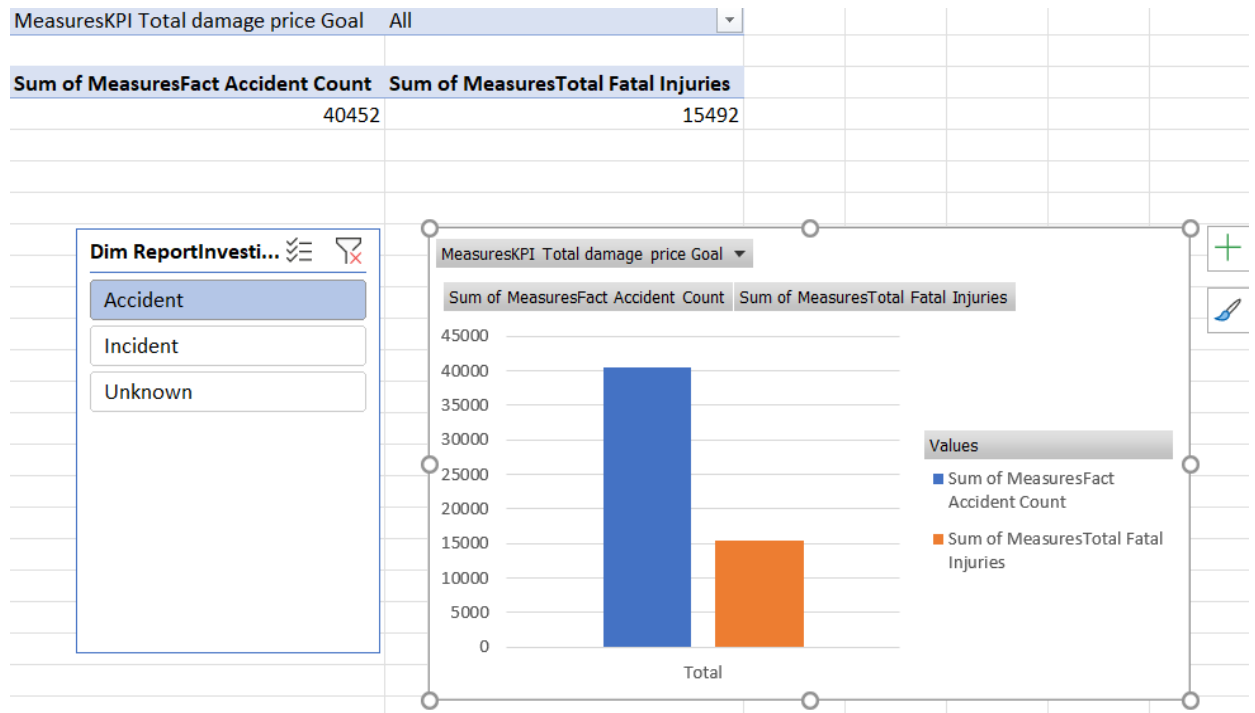 MeasuresKPI Total damage price Goal All
Sum of MeasuresFact Accident Count Sum of MeasuresTotal Fatal Injuries
40452 15492
Dim ReportInvesti...
Accident
Incident
Unknown
MeasuresKPI Total damage price Goal
Sum of MeasuresFact Accident Count Sum of MeasuresTotal Fatal Injuries
45000
40000
35000
30000
25000
20000
15000
10000
5000
0
Total
Values
Sum of MeasuresFact
Accident Count
Sum of MeasuresTotal Fatal
Injuries